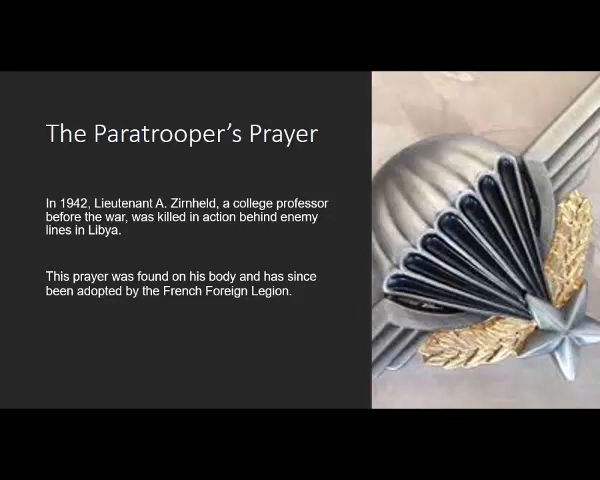 The Paratrooper’s Prayer
In 1942, Lieutenant A. Zirnheld, a college professor
before the war, was killed in action behind enemy
lines in Libya.
This prayer was found on his body and has since
been adopted by the French Foreign Legion.